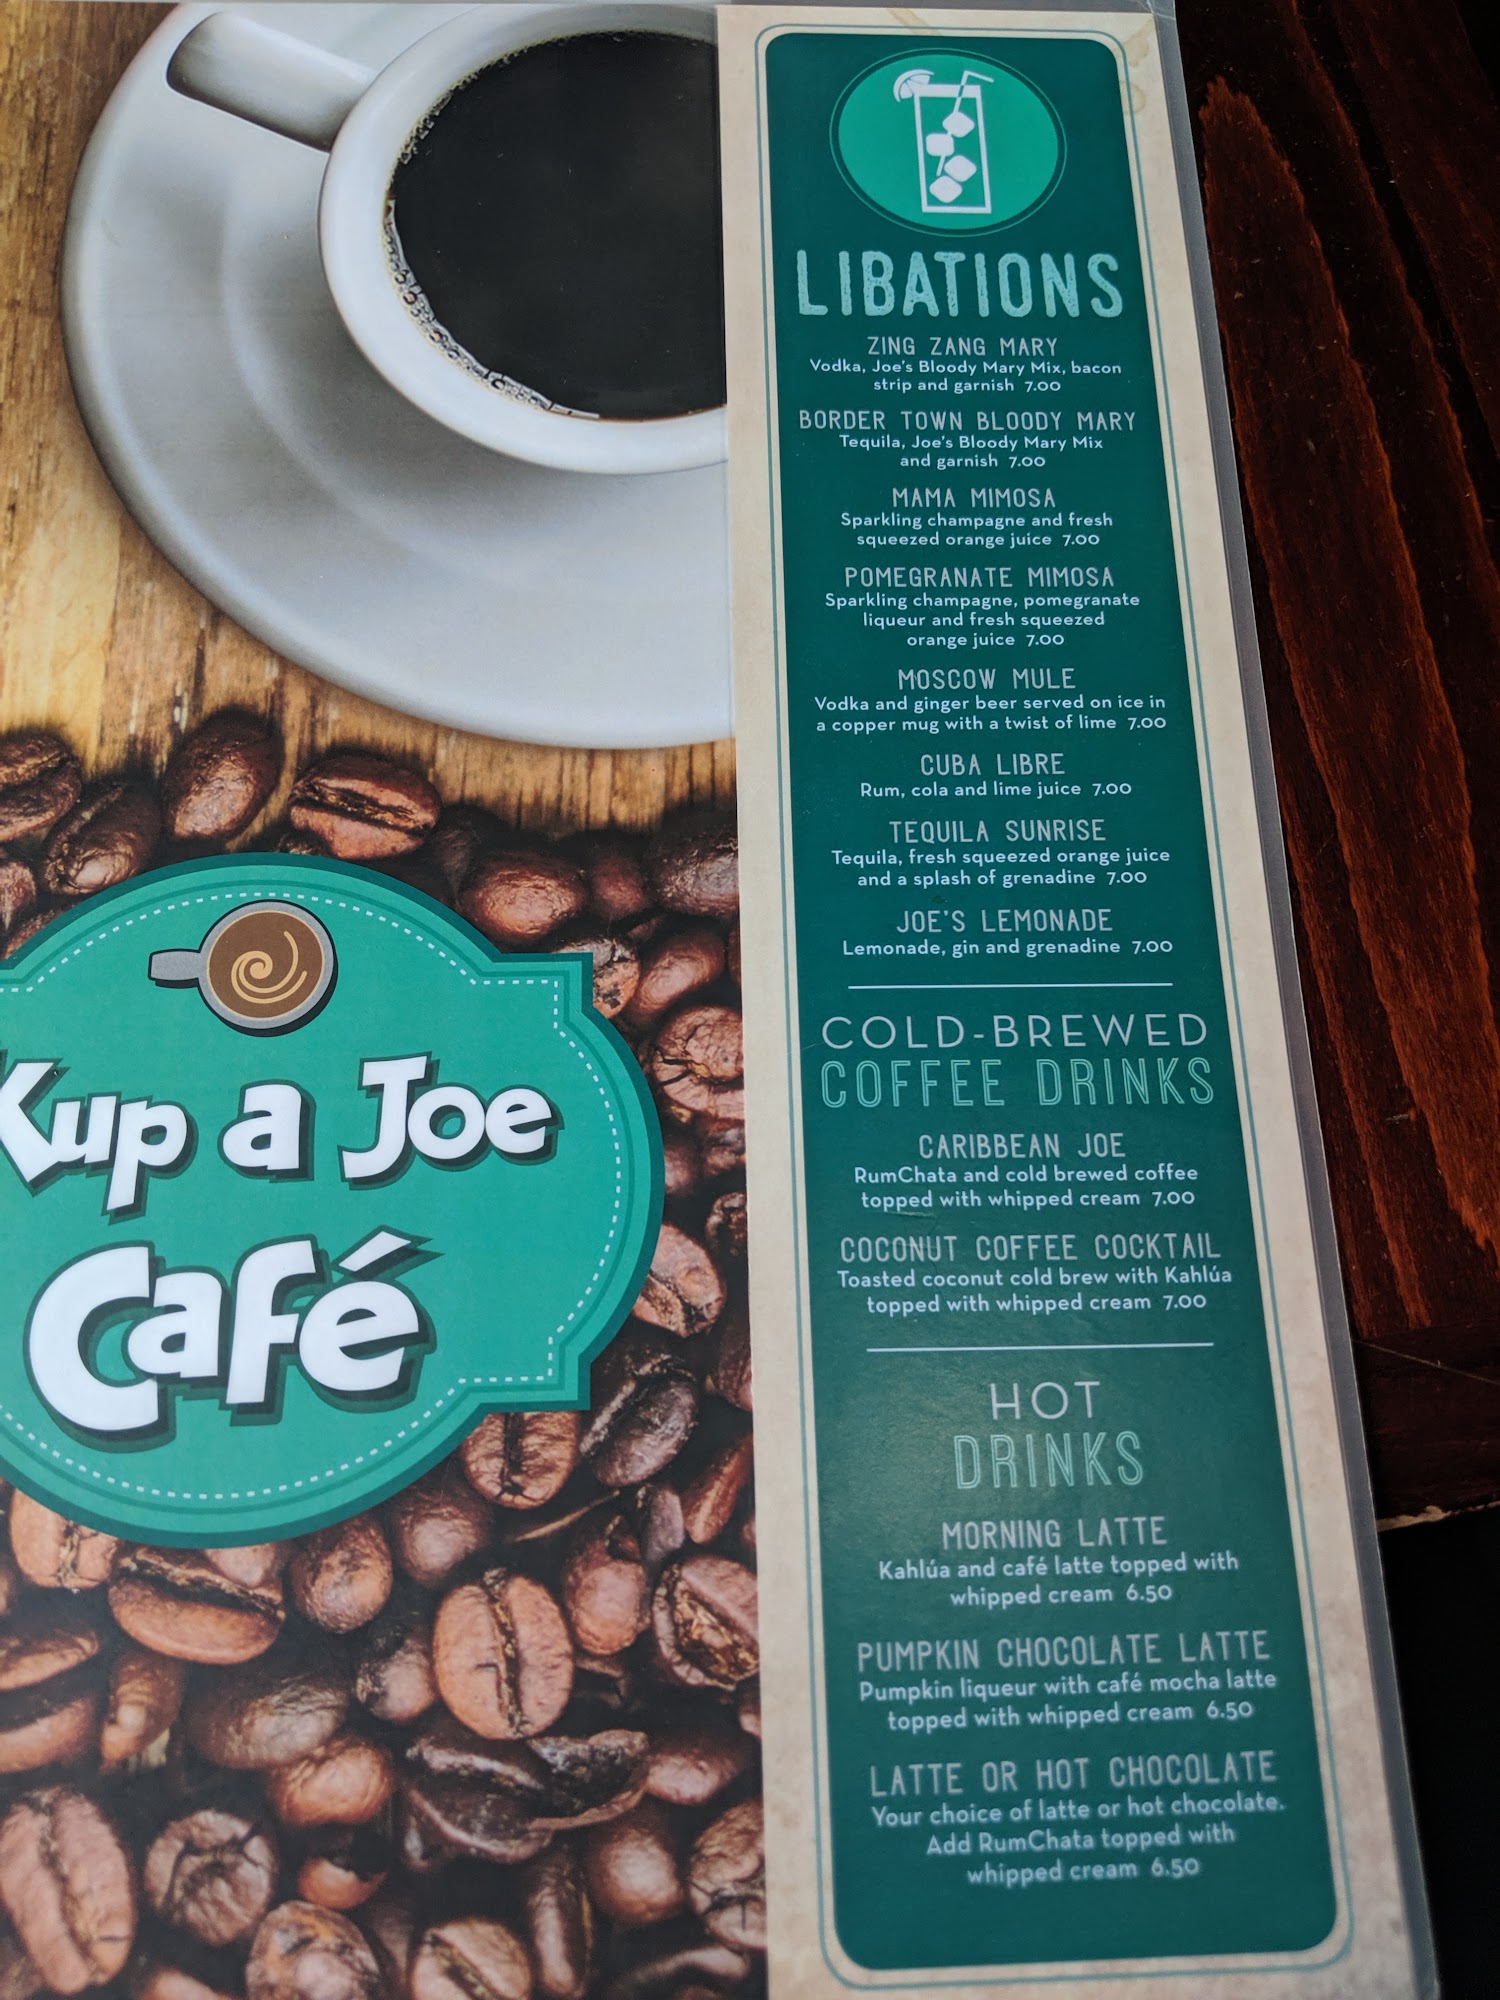 Kup a Joe
Café
LIBATIONS
ZING ZANG MARY
Vodka, Joe's Bloody Mary Mix, bacon
strip and garnish 7.00
BORDER TOWN BLOODY MARY
Tequila, Joe's Bloody Mary Mix
and garnish 7.00
MAMA MIMOSA
Sparkling champagne and fresh
squeezed orange juice 7.00
POMEGRANATE MIMOSA
Sparkling champagne, pomegranate
liqueur and fresh squeezed
orange juice 7.00
MOSCOW MULE
Vodka and ginger beer served on ice in
a copper mug with a twist of lime 7.00
CUBA LIBRE
Rum, cola and lime juice 7.00
TEQUILA SUNRISE
Tequila, fresh squeezed orange juice
and a splash of grenadine 7.00
JOE'S LEMONADE
Lemonade, gin and grenadine 7.00
COLD-BREWED
COFFEE DRINKS
CARIBBEAN JOE
RumChata and cold brewed coffee
topped with whipped cream 7.00
COCONUT COFFEE COCKTAIL
Toasted coconut cold brew with Kahlúa
topped with whipped cream 7.00
HOT
DRINKS
MORNING LATTE
Kahlúa and café latte topped with
whipped cream 6.50
PUMPKIN CHOCOLATE LATTE
Pumpkin liqueur with café mocha latte
topped with whipped cream 6.50
LATTE OR HOT CHOCOLATE
Your choice of latte or hot chocolate.
Add RumChata topped with
whipped cream 6.50